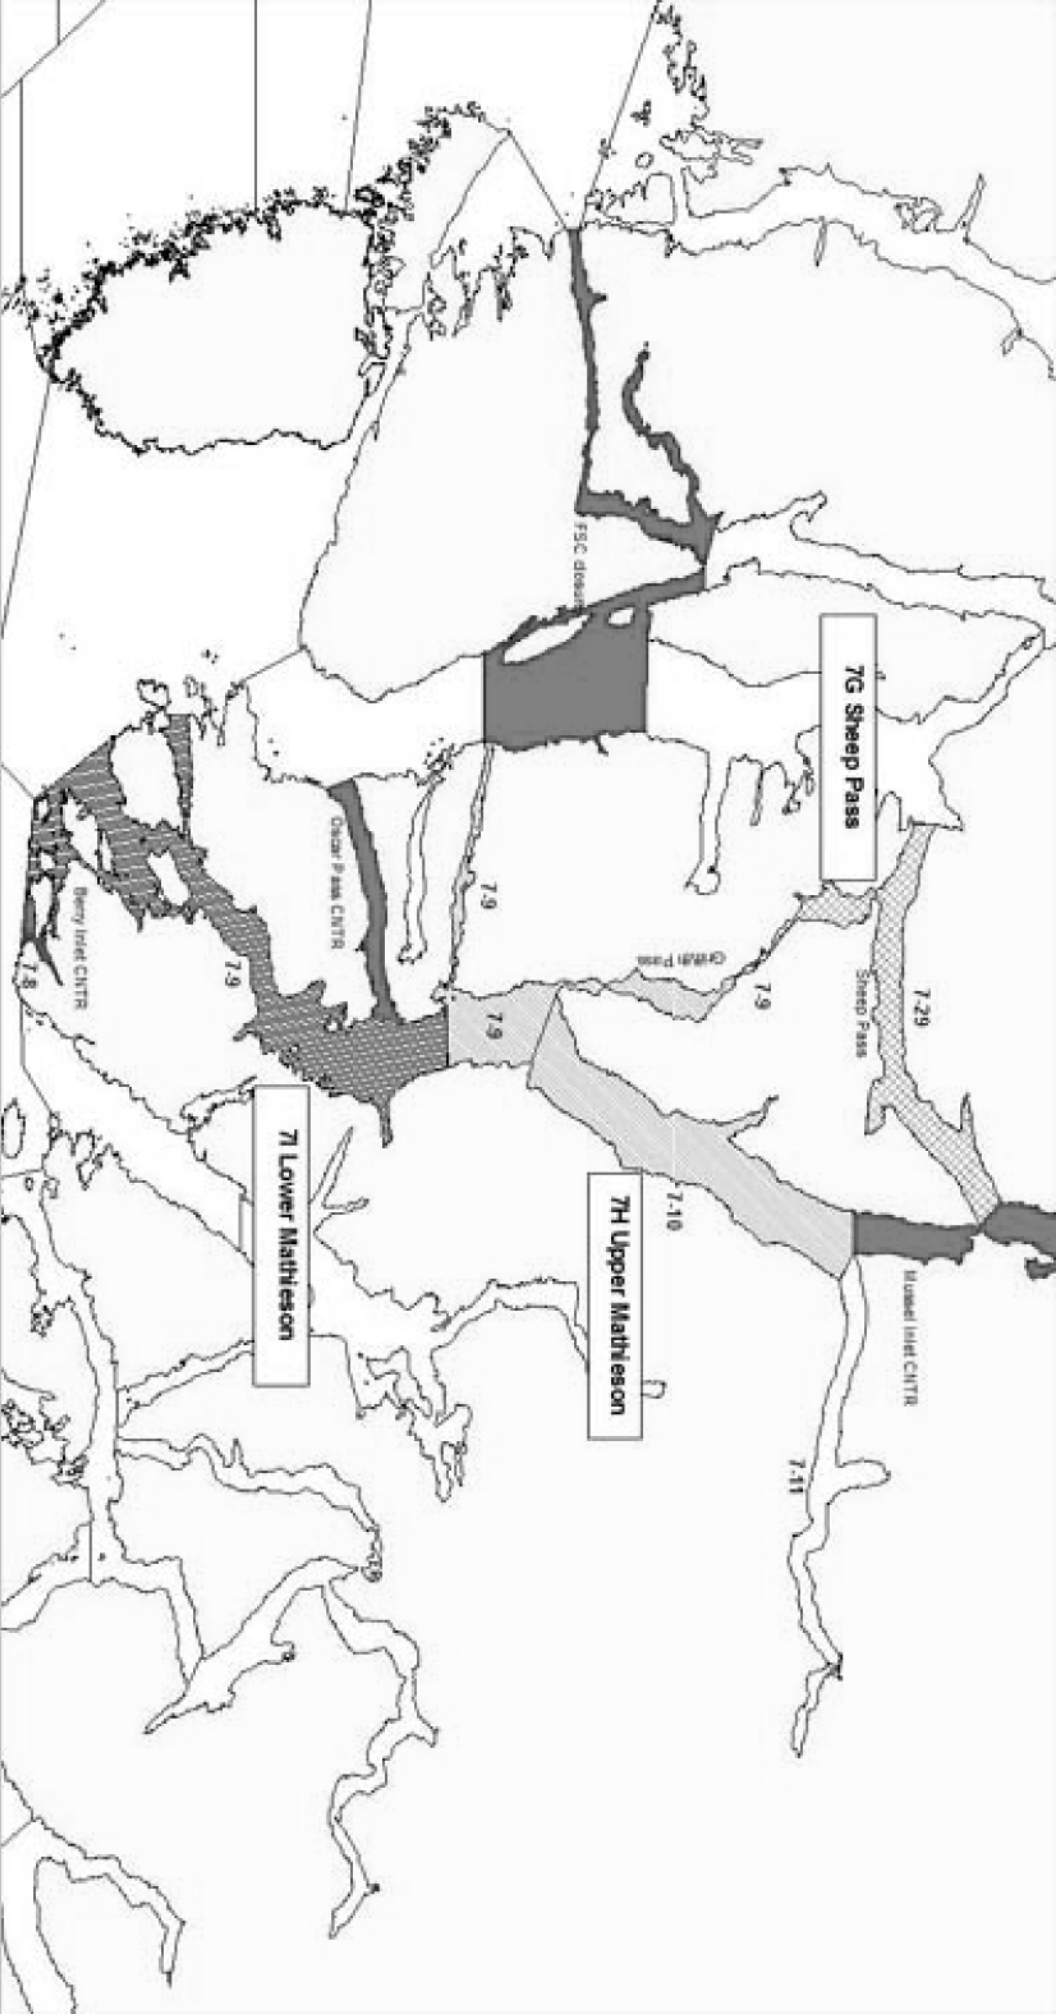 7G Sheep Pass
7-29
Sheep Pass
7-9
Griffith Pass
FSC closure
7-9
7-9
Oscar Pass CNTR
7-9
Berry Inlet CNTR
7-8
7-10
7H Upper Mathieson
7I Lower Mathieson
Mussel Inlet CNTR
7-11